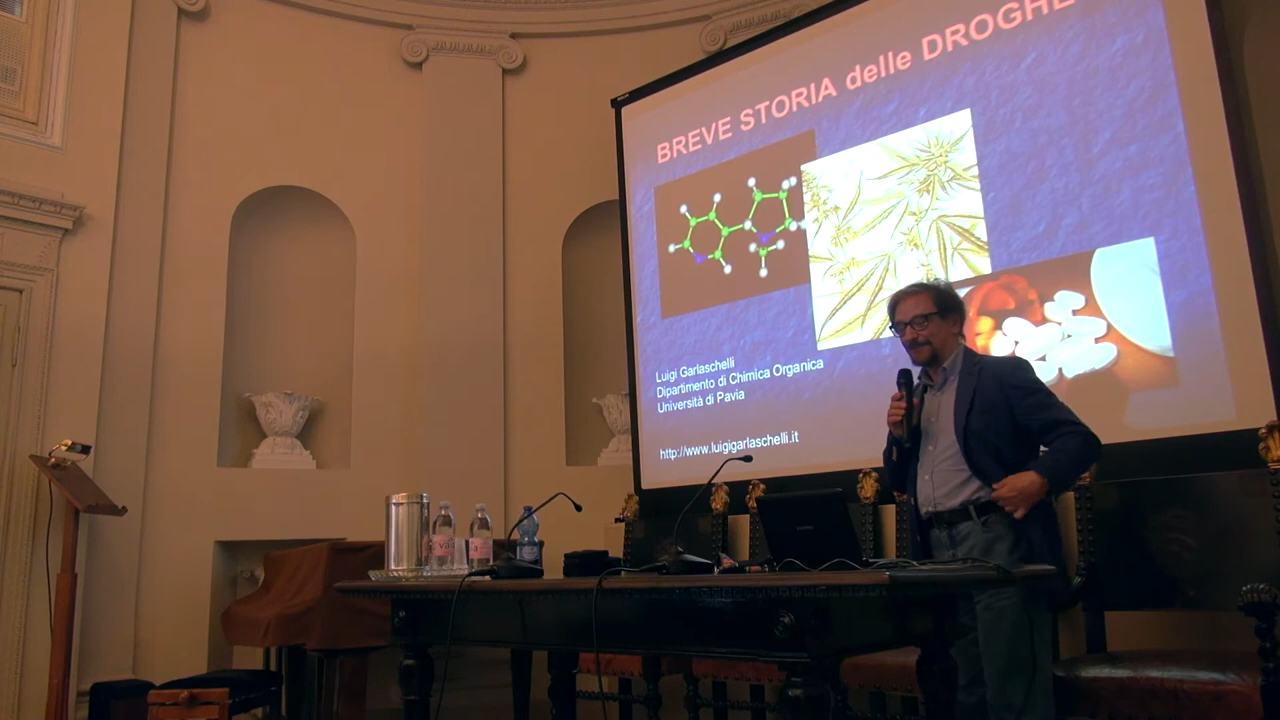 BREVE STORIA delle DROGHE
Luigi Garlaschelli
Dipartimento di Chimica Organica
Università di Pavia
http://www.luigigarlaschelli.it